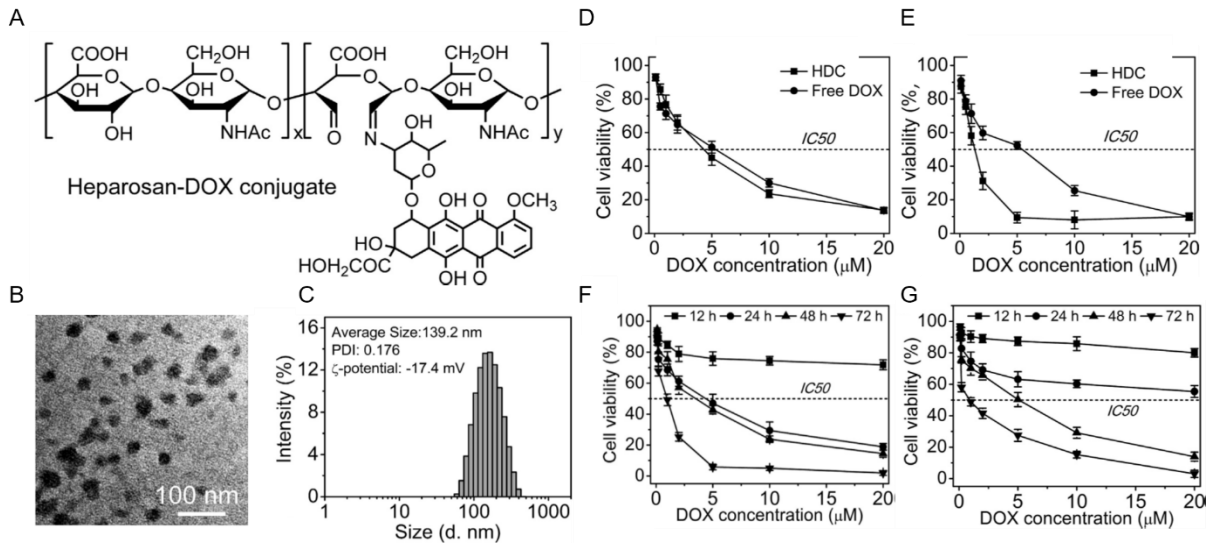 A
COOH
CH2OH
COOH
CH2OH
O
O
O
O
OH
OH
O
OH
O
O
OH
NHAc
x
O
NHAc
y
N
OH
O
O
Heparosan-DOX conjugate
O
OH
O
OCH3
HO
HOH2COC
OH
O
B
100 nm
C
16
12
8
4
0
Intensity (%)
Average Size:139.2 nm
PDI: 0.176
ζ-potential: -17.4 mV
1
10
100
1000
Size (d. nm)
D
100
80
60
40
20
0
Cell viability (%)
HDC
Free DOX
IC50
0
5
10
15
20
DOX concentration (μM)
E
100
80
60
40
20
0
Cell viability (%,
HDC
Free DOX
IC50
0
5
10
15
20
DOX concentration (μM)
F
100
80
60
40
20
0
Cell viability (%)
12 h
24 h
48 h
72 h
IC50
0
5
10
15
20
DOX concentration (μM)
G
100
90
80
70
60
50
40
30
20
10
0
Cell viability (%)
12 h
24 h
48 h
72 h
IC50
0
5
10
15
20
DOX concentration (μM)